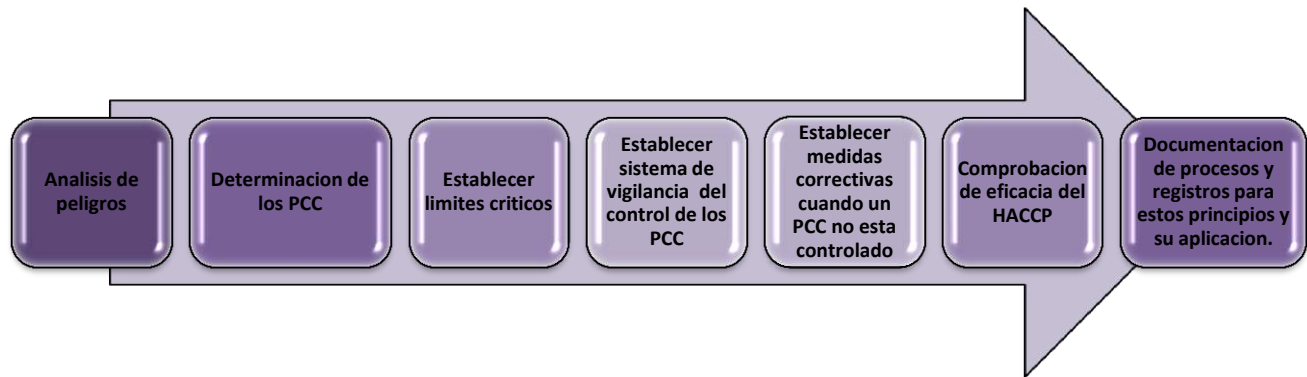 Analisis de
peligros
Determinacion de
los PCC
Establecer
limites criticos
Establecer
sistema de
vigilancia del
control de los
PCC
Establecer
medidas
correctivas
cuando un
PCC no esta
controlado
Comprobacion
de eficacia del
HACCP
Documentacion
de procesos y
registros para
estos principios y
su aplicacion.